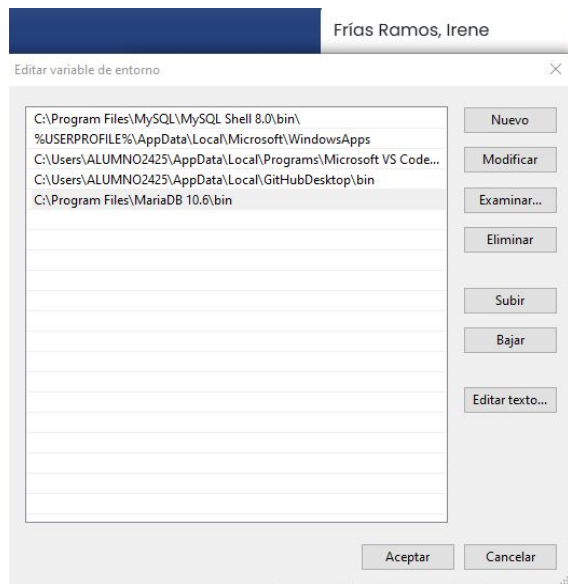 Frías Ramos, Irene
Editar variable de entorno
C:\Program Files\MySQL\MySQL Shell 8.0\bin\
%USERPROFILE%\AppData\Local\Microsoft\WindowsApps
C:\Users\ALUMNO2425\AppData\Local\Programs\Microsoft VS Code...
C:\Users\ALUMNO2425\AppData\Local\GitHubDesktop\bin
C:\Program Files\MariaDB 10.6\bin
Nuevo
Modificar
Examinar...
Eliminar
Subir
Bajar
Editar texto...
Aceptar
Cancelar